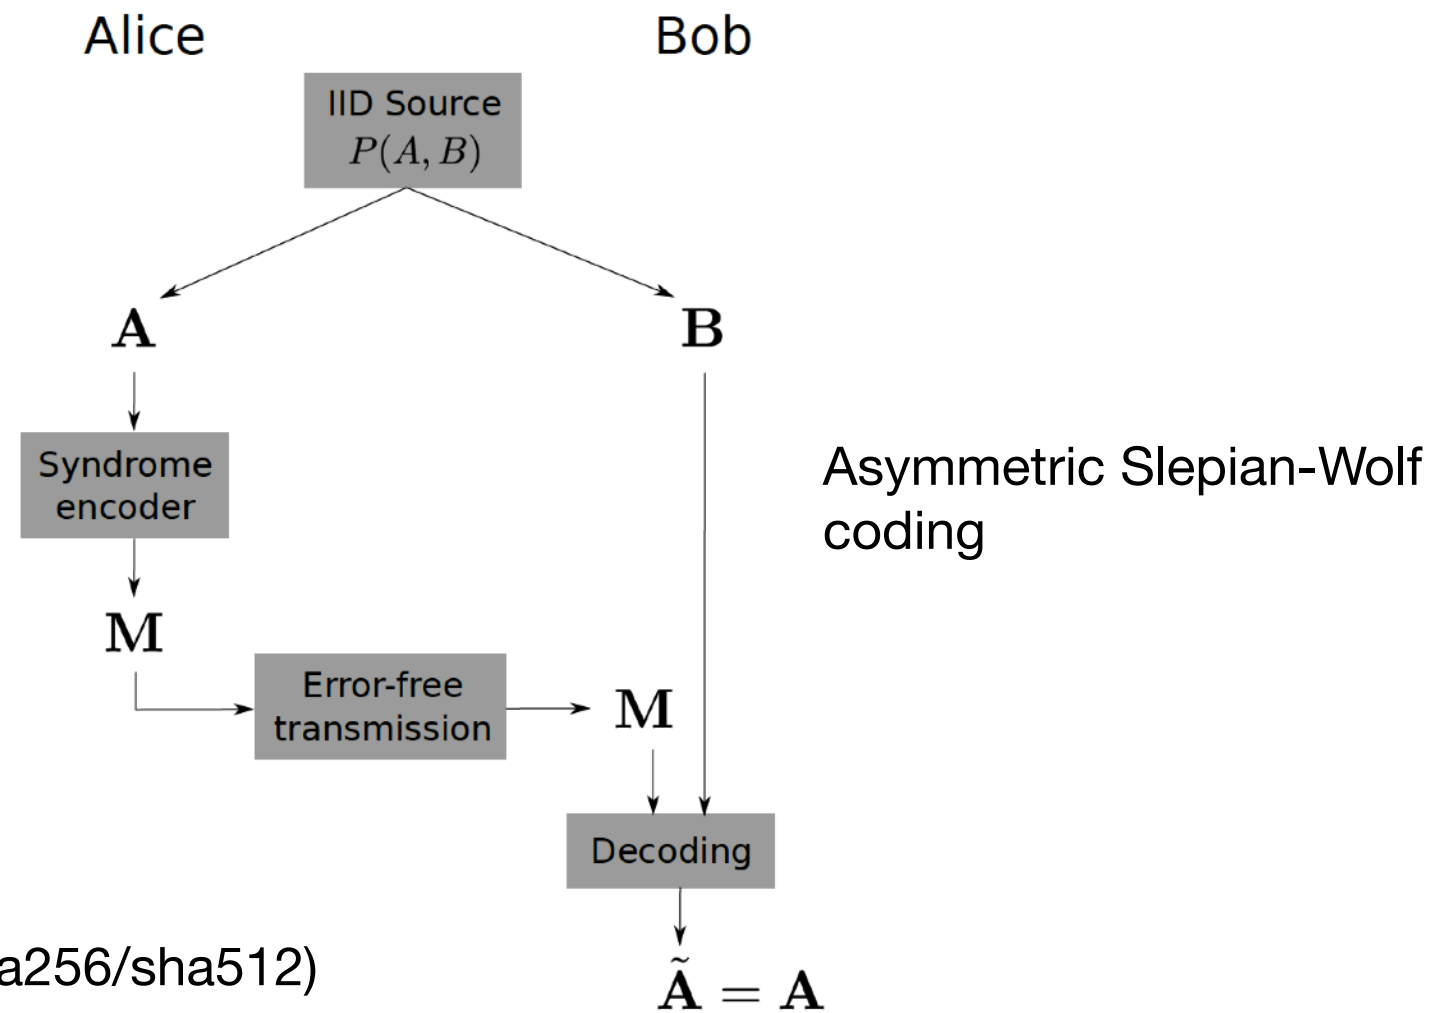 Alice
Bob
IID Source
P(A, B)
A
B
Syndrome
encoder
Asymmetric Slepian-Wolf
coding
M
Error-free
transmission
M
Decoding
a256/sha512)
Ã = A